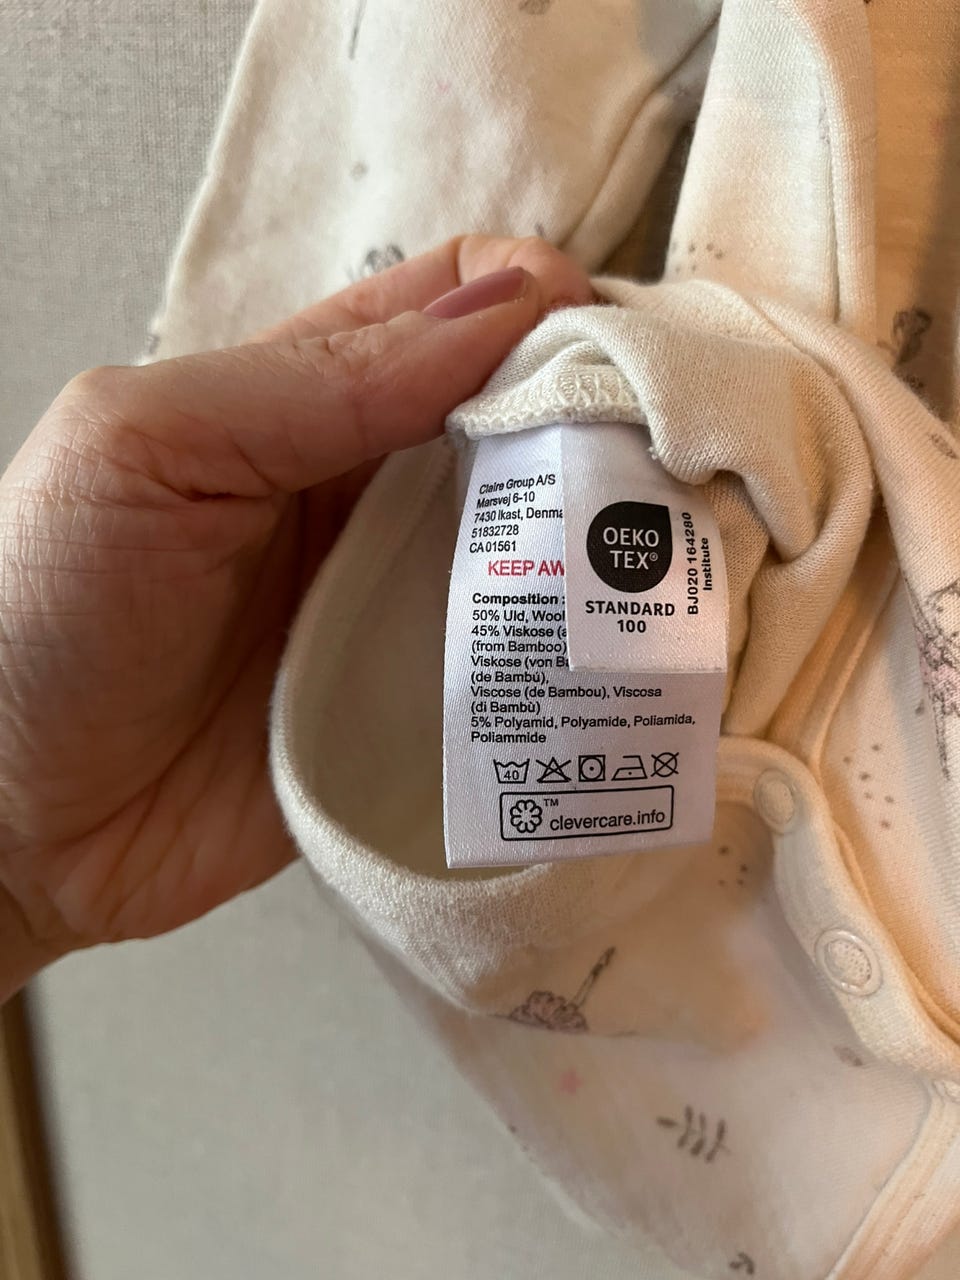 Claire Group A/S
Marsvej 6-10
7430 Ikast, Denma
51832728
CA 01561
KEEP AW
Composition :
50% Uld, Wool
45% Viskose (a
(from Bamboo)
Viskose (von Ba
(de Bambú),
Viscose (de Bambou), Viscosa
(di Bambù)
5% Polyamid, Polyamide, Poliamida,
Poliammide
40
TM
clevercare.info
OEKO
TEX®
STANDARD
100
BJ020 164280
Institute